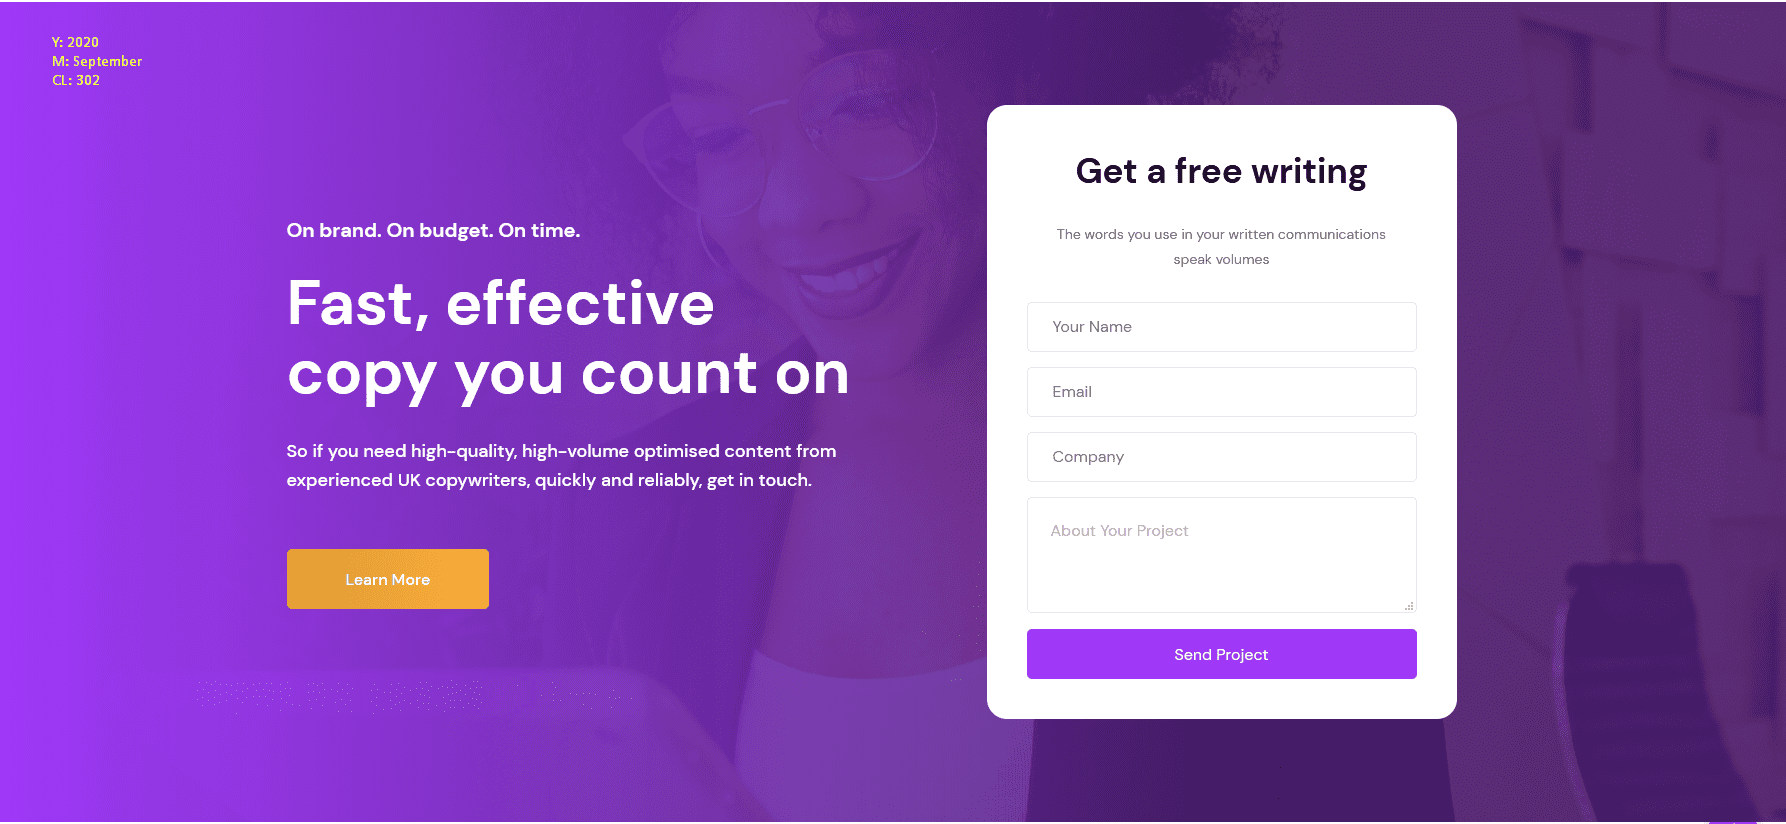 Y: 2020
M: September
CL: 302
On brand. On budget. On time.
Fast, effective
copy you count on
So if you need high-quality, high-volume optimised content from
experienced UK copywriters, quickly and reliably, get in touch.
Learn More
Get a free writing
The words you use in your written communications
speak volumes
Your Name
Email
Company
About Your Project
Send Project